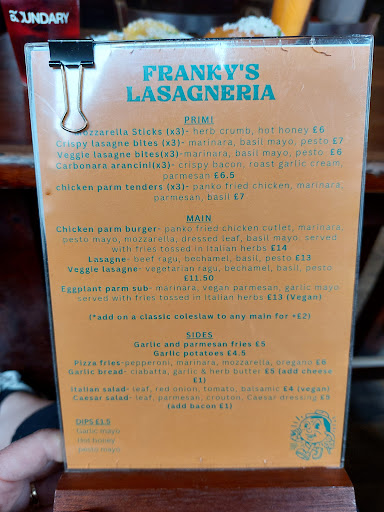 BOUNDARY
FRANKY'S
LASAGNERIA
PRIMI
Mozzarella Sticks (x3)- herb crumb, hot honey £6
Crispy lasagne bites (x3)- marinara, basil mayo, pesto £7
Veggie lasagne bites(x3)- marinara, basil mayo, pesto £6
Carbonara arancini(x3)- crispy bacon, roast garlic cream,
parmesan £6.5
chicken parm tenders (x3)- panko fried chicken, marinara,
parmesan, basil £7
MAIN
Chicken parm burger- panko fried chicken cutlet, marinara,
pesto mayo, mozzarella, dressed leaf, basil mayo, served
with fries tossed in Italian herbs £14
Lasagne- beef ragu, bechamel, basil, pesto £13
Veggie lasagne- vegetarian ragu, bechamel, basil, pesto
£11.50
Eggplant parm sub- marinara, vegan parmesan, garlic mayo
served with fries tossed in Italian herbs £13 (Vegan)
(*add on a classic coleslaw to any main for +£2)
SIDES
Garlic and parmesan fries £5
Garlic potatoes £4.5
Pizza fries-pepperoni, marinara, mozzarella, oregano £6
Garlic bread- ciabatta, garlic & herb butter £5 (add cheese
£1)
Italian salad- leaf, red onion, tomato, balsamic £4 (vegan)
Caesar salad- leaf, parmesan, crouton, Caesar dressing £5
(add bacon £1)
DIPS £1.5
Garlic mayo
Hot honey
pesto mayo